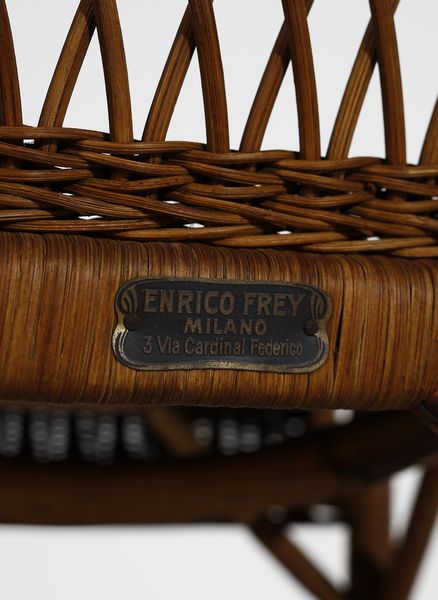 ENRICO FREY
MILANO
3 Via Cardinal Federico